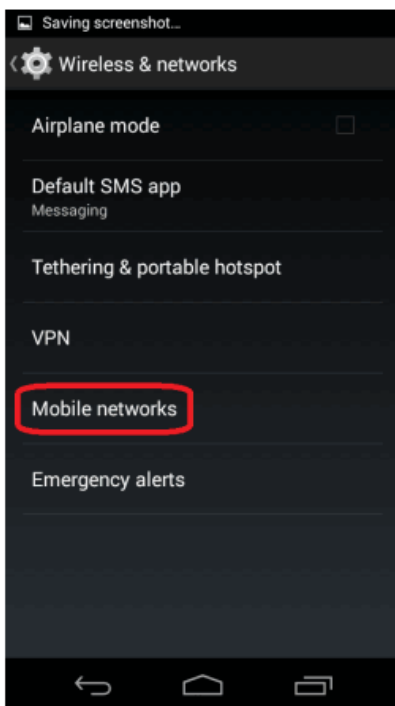 Saving screenshot...
Wireless & networks
Airplane mode
Default SMS app
Messaging
Tethering & portable hotspot
VPN
Mobile networks
Emergency alerts